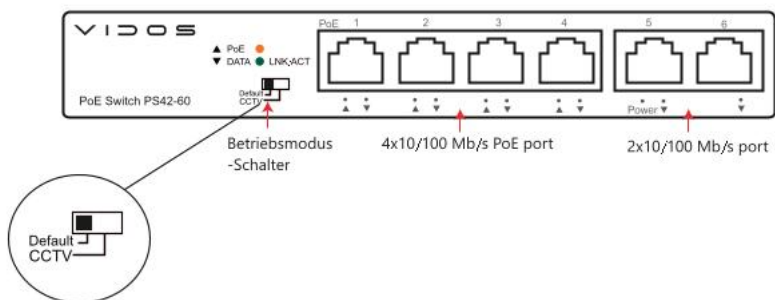 VIDOS
PoE 1 2 3 4 5 6
▲ PoE
▼ DATA LNK/ACT
Default
CCTV
PoE Switch PS42-60
Power
Betriebsmodus
-Schalter
4x10/100 Mb/s PoE port
2x10/100 Mb/s port
Default
CCTV